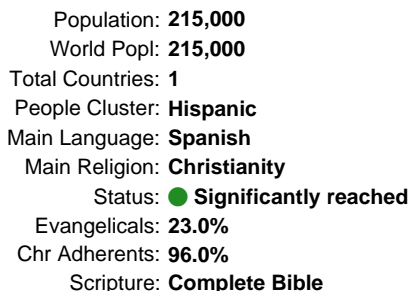 Population: 215,000
World Popl: 215,000
Total Countries: 1
People Cluster: Hispanic
Main Language: Spanish
Main Religion: Christianity
Status: Significantly reached
Evangelicals: 23.0%
Chr Adherents: 96.0%
Scripture: Complete Bible